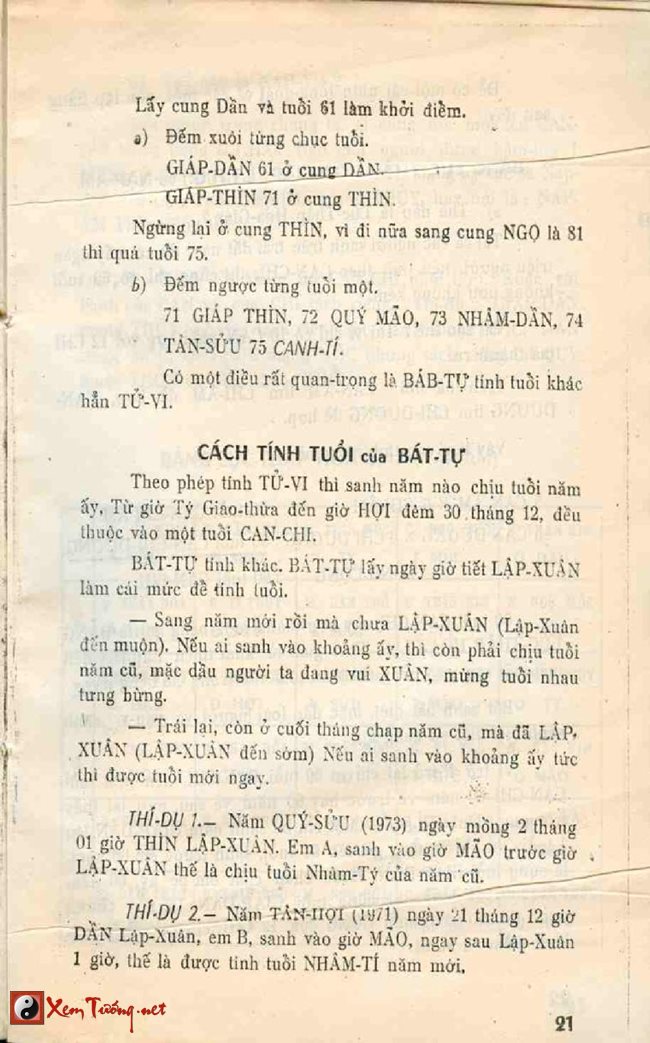 Lấy cung Dần và tuổi 61 làm khởi điểm.
a) Đếm xuôi từng chục tuổi.
GIÁP-DẦN 61 ở cung DẦN.
GIÁP-THÌN 71 ở cung THÌN.
Ngừng lại ở cung THÌN, vì đi nữa sang cung NGỌ là 81
thì quá tuổi 75.
b) Đếm ngược từng tuổi một.
71 GIÁP THÌN, 72 QUÝ MÃO, 73 NHÂM-DẦN, 74
TÂN-SỬU 75 CANH-TÍ.
Có một điều rất quan-trọng là BÁB-TỰ tính tuổi khác
hẳn TỬ-VI.
CÁCH TÍNH TUỔI của BÁT-TỰ
Theo phép tính TỬ-VI thì sanh năm nào chịu tuổi năm
ấy, Từ giờ Tý Giao-thừa đến giờ HỢI đêm 30 tháng 12, đều
thuộc vào một tuổi CAN-CHI.
BÁT-TỰ tính khác. BÁT-TỰ lấy ngày giờ tiết LẬP-XUÂN
làm cái mức để tính tuổi.
— Sang năm mới rồi mà chưa LẬP-XUÂN (Lập-Xuân
đến muộn). Nếu ai sanh vào khoảng ấy, thì còn phải chịu tuổi
năm cũ, mặc dầu người ta đang vui XUÂN, mừng tuổi nhau
tưng hừng.
— Trái lại, còn ở cuối tháng chạp năm cũ, mà đã LẬP-
XUÂN (LẬP-XUÂN đến sớm) Nếu ai sanh vào khoảng ấy tức
thì được tuổi mới ngay.
THÍ-DỤ 1.— Năm QUÝ-SỬU (1973) ngày mồng 2 tháng
01 giờ THÌN LẬP-XUÂN. Em A, sanh vào giờ MÃO trước giờ
LẬP-XUÂN thế là chịu tuổi Nhâm-Tý của năm cũ.
THÍ-DỤ 2.— Năm TÂN-HỢI (1971) ngày 21 tháng 12 giờ
DẦN Lập-Xuân, em B, sanh vào giờ MÃO, ngay sau Lập-Xuân
1 giờ, thế là được tính tuổi NHÂM-TÍ năm mới.
XemTướng.net
21